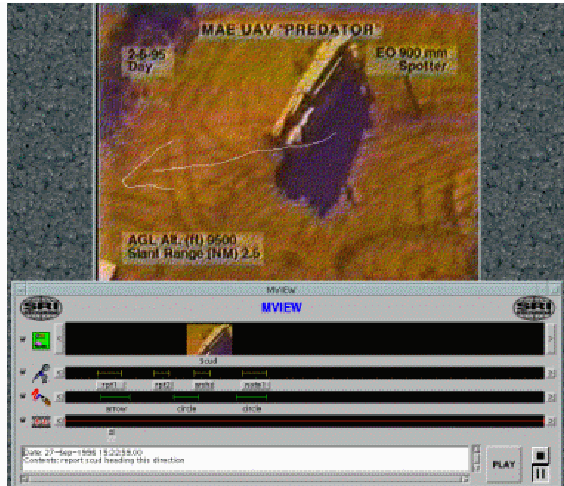 MAE UAV "PREDATOR"
2-6-95
Day
EO 900 mm
Spotter
AGL Alt. (ft) 9500
Slant Range (NM) 2.5
MVIEW
SRI
MVIEW
SRI
scud
rpt1
rpt2
note1
arrow
circle
circle
Date: 27-Sep-1996 15:22:59.00
Contents: report scud heading this direction
PLAY